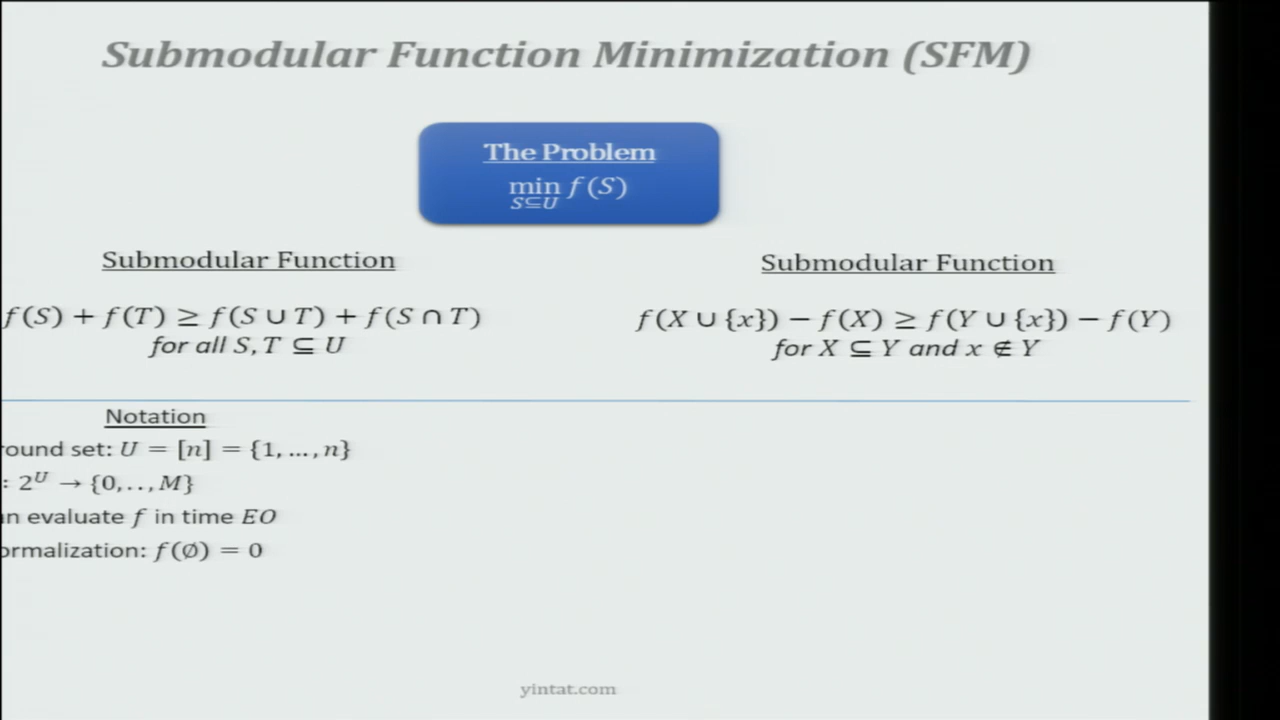 Submodular Function Minimization (SFM)
The Problem
min f(S)
S⊆U
Submodular Function
f(S) + f(T) ≥ f(S ∪ T) + f(S ∩ T)
for all S, T ⊆ U
Submodular Function
f(X ∪ {x}) − f(X) ≥ f(Y ∪ {x}) − f(Y)
for X ⊆ Y and x ∉ Y
Notation
round set: U = [n] = {1, ..., n}
: 2^U → {0,.., M}
an evaluate f in time EO
ormalization: f(∅) = 0
yintat.com